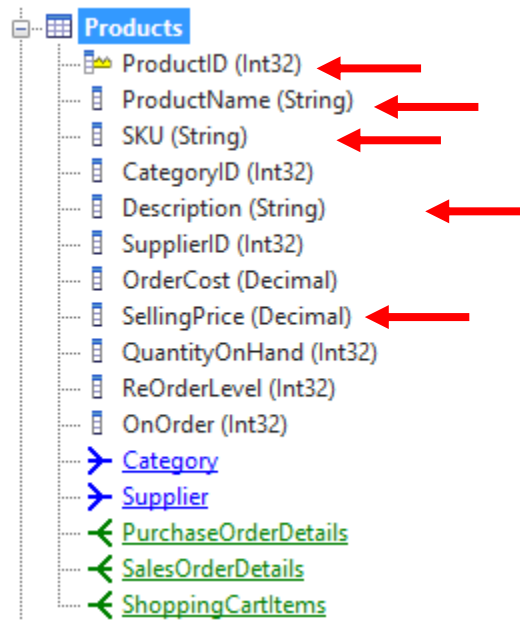 Products
ProductID (Int32)
ProductName (String)
SKU (String)
CategoryID (Int32)
Description (String)
SupplierID (Int32)
OrderCost (Decimal)
SellingPrice (Decimal)
QuantityOnHand (Int32)
ReOrderLevel (Int32)
OnOrder (Int32)
Category
Supplier
PurchaseOrderDetails
SalesOrderDetails
ShoppingCartItems